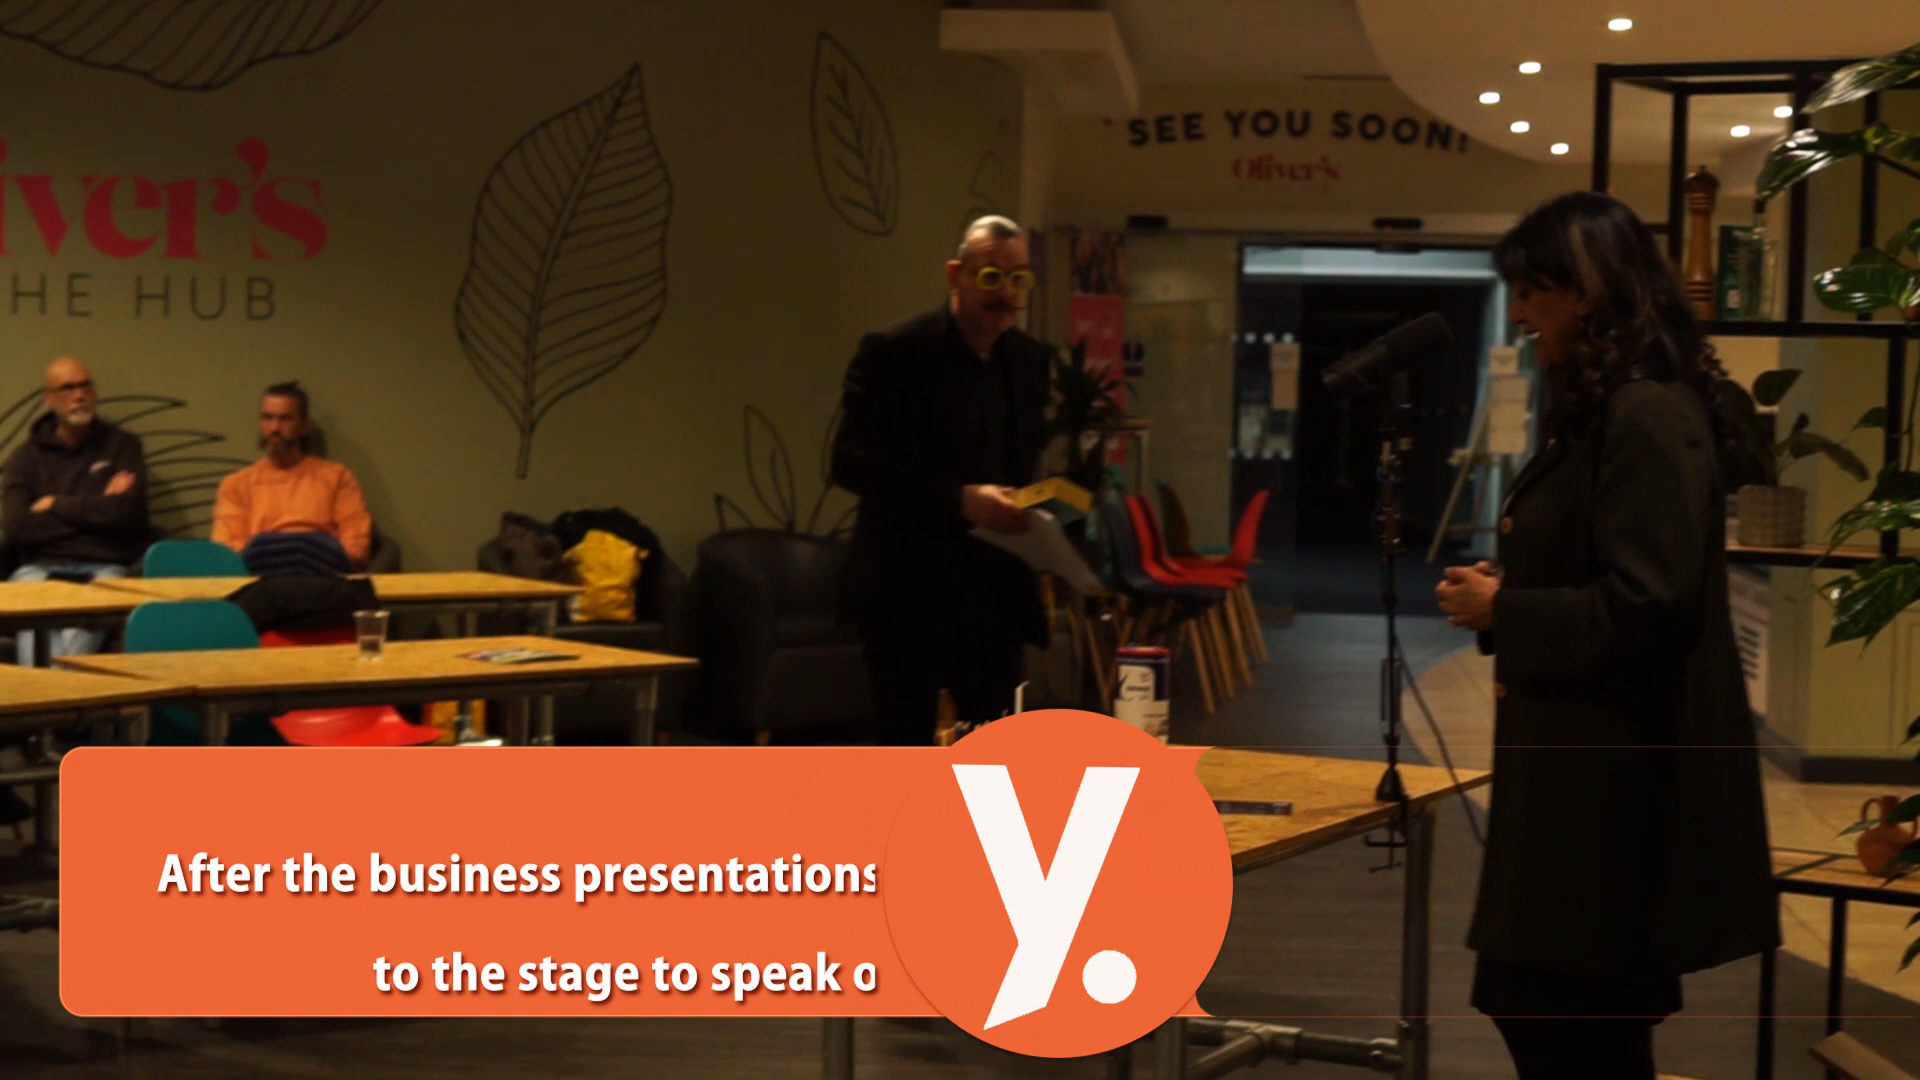 SEE YOU SOON!
Oliver's
iver's
HE HUB
After the business presentations
to the stage to speak o
y.